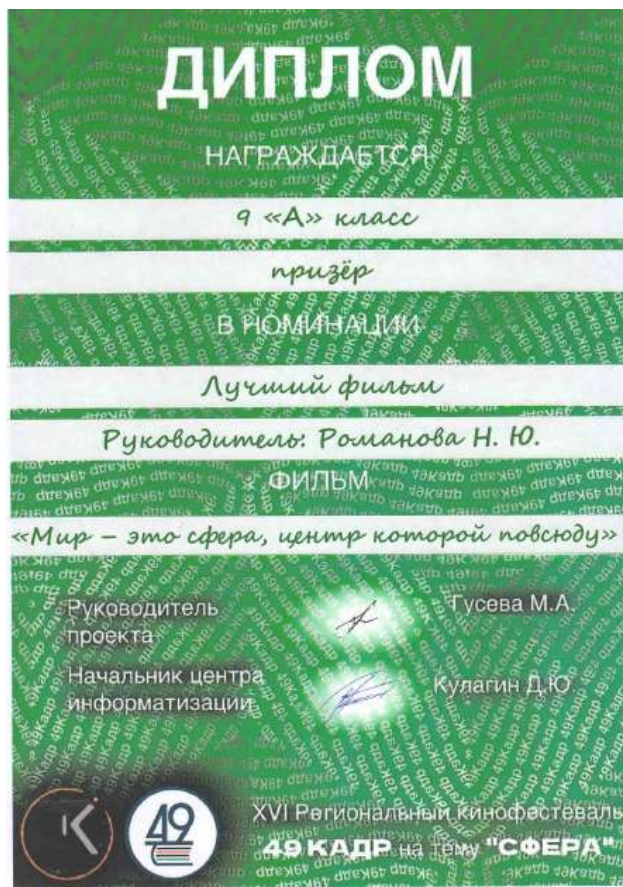 ДИПЛОМ
НАГРАЖДАЕТСЯ
9 «А» класс
призёр
В НОМИНАЦИИ
Лучший фильм
Руководитель: Романова Н. Ю.
ФИЛЬМ
«Мир – это сфера, центр которой повсюду»
Руководитель
проекта
Гусева М.А.
Начальник центра
информатизации
Кулагин Д.Ю
49
XVI Региональный кинофестиваль
49 КАДР на тему "СФЕРА"